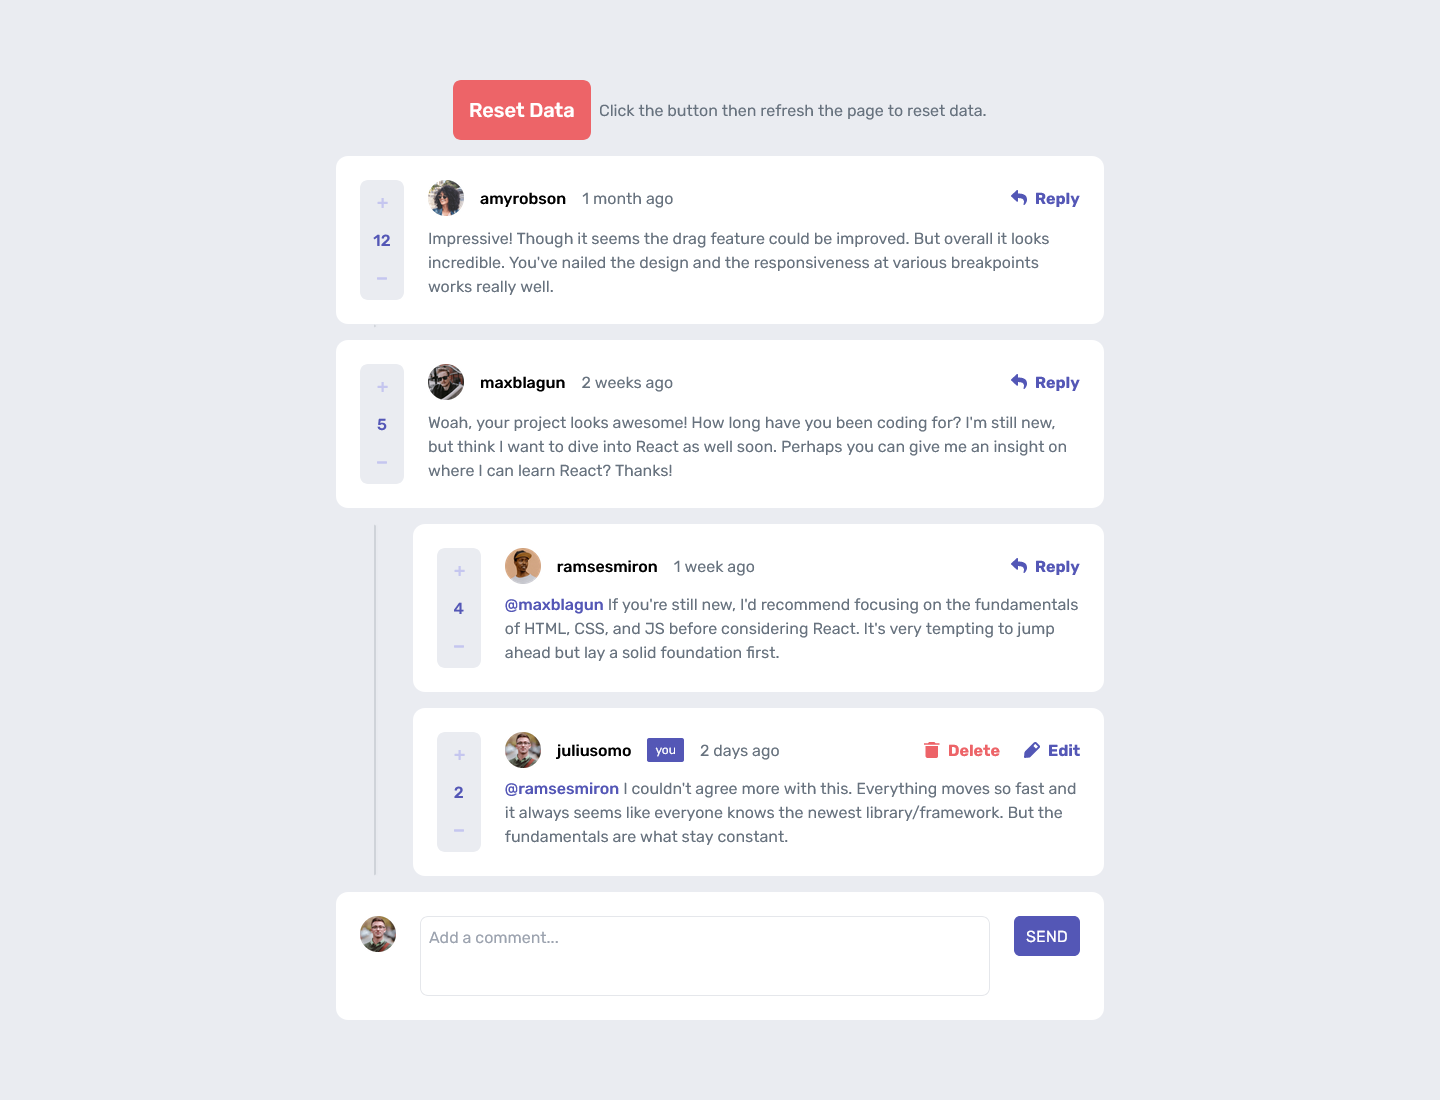 Reset Data Click the button then refresh the page to reset data.
+
12
–
amyrobson 1 month ago Reply
Impressive! Though it seems the drag feature could be improved. But overall it looks
incredible. You've nailed the design and the responsiveness at various breakpoints
works really well.
+
5
–
maxblagun 2 weeks ago Reply
Woah, your project looks awesome! How long have you been coding for? I'm still new,
but think I want to dive into React as well soon. Perhaps you can give me an insight on
where I can learn React? Thanks!
+
4
–
ramsesmiron 1 week ago Reply
@maxblagun If you're still new, I'd recommend focusing on the fundamentals
of HTML, CSS, and JS before considering React. It's very tempting to jump
ahead but lay a solid foundation first.
+
2
–
juliusomo you 2 days ago Delete Edit
@ramsesmiron I couldn't agree more with this. Everything moves so fast and
it always seems like everyone knows the newest library/framework. But the
fundamentals are what stay constant.
Add a comment... SEND